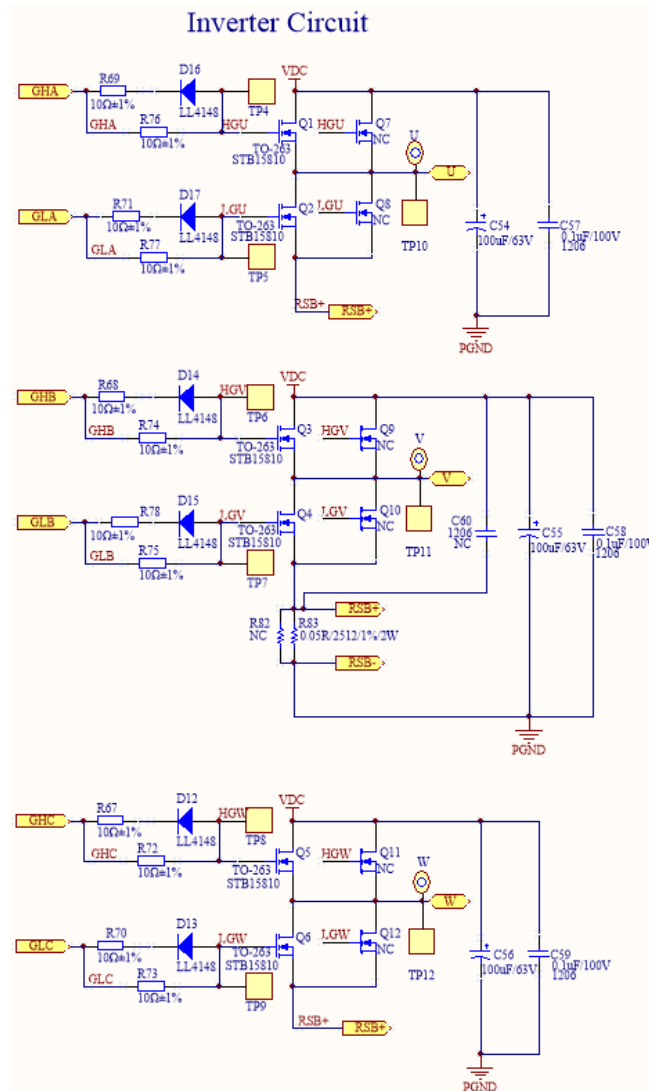 Inverter Circuit
D16
VDC
R69
GHA
10Ω±1%
LL4148
TP4
GHA
R76
HGU
Q1
HGU
Q7
NC
U
10Ω±1%
TO-263
STB15810
U
D17
R71
GLA
10Ω±1%
LL4148
LGU
Q2
LGU
Q8
NC
TO-263
STB15810
TP10
C54
100uF/63V
C57
0.1uF/100V
1206
GLA
R77
10Ω±1%
TP5
RSB+
RSB+
PGND
D14
VDC
R68
GHB
10Ω±1%
LL4148
HGV
TP6
GHB
R74
10Ω±1%
Q3
HGV
Q9
NC
V
TO-263
STB15810
V
D15
R78
GLB
10Ω±1%
LL4148
LGV
Q4
LGV
Q10
NC
TO-263
STB15810
TP11
C60
1206
NC
C55
100uF/63V
C58
0.1uF/100V
1206
GLB
R75
10Ω±1%
TP7
RSB+
R82
NC
R83
0.05R/2512/1%/2W
RSB-
PGND
D12
VDC
R67
GHC
10Ω±1%
LL4148
HGW
TP8
GHC
R72
10Ω±1%
Q5
HGW
Q11
NC
W
TO-263
STB15810
W
D13
R70
GLC
10Ω±1%
LL4148
LGW
Q6
LGW
Q12
NC
TO-263
STB15810
TP12
C56
100uF/63V
C59
0.1uF/100V
1206
GLC
R73
10Ω±1%
TP9
RSB+
RSB+
PGND